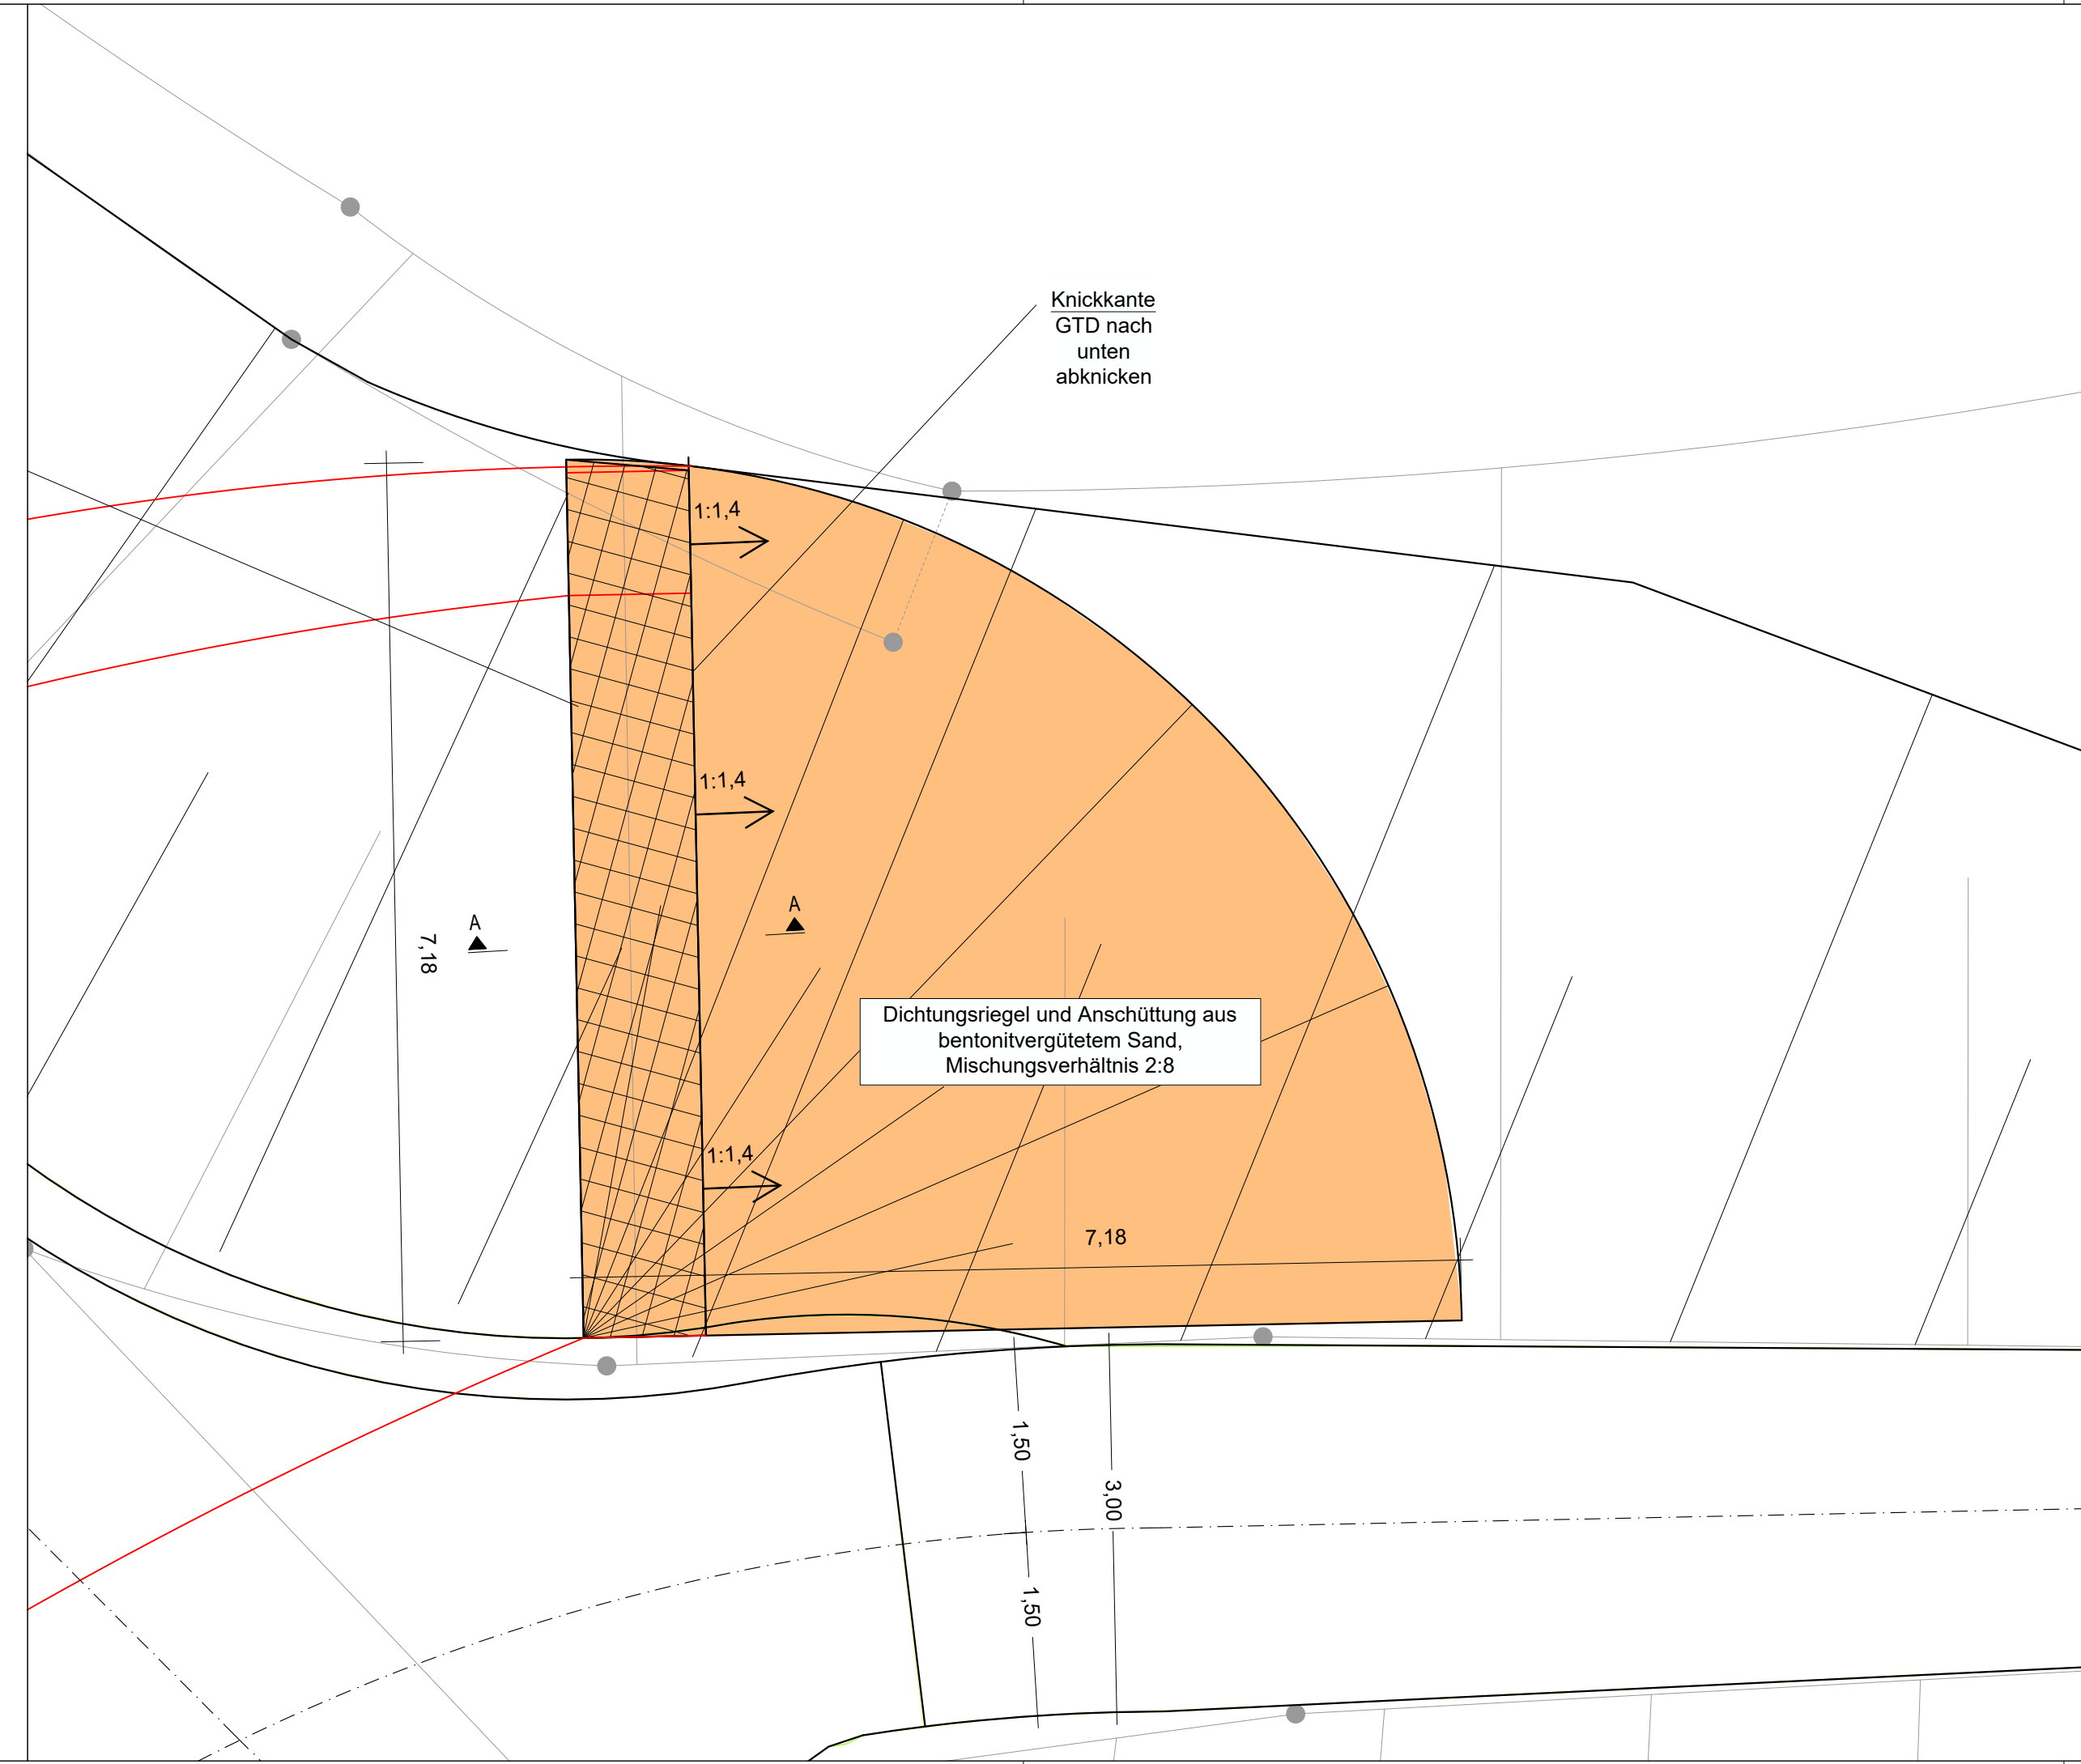 Knickkante
GTD nach
unten
abknicken
1:1,4
1:1,4
A
A
7,18
Dichtungsriegel und Anschüttung aus
bentonitvergütetem Sand,
Mischungsverhältnis 2:8
1:1,4
7,18
1,50
3,00
1,50